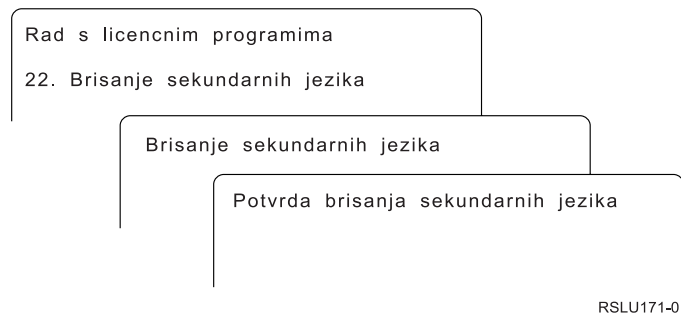 Rad s licencnim programima
22. Brisanje sekundarnih jezika
Brisanje sekundarnih jezika
Potvrda brisanja sekundarnih jezika
RSLU171-0